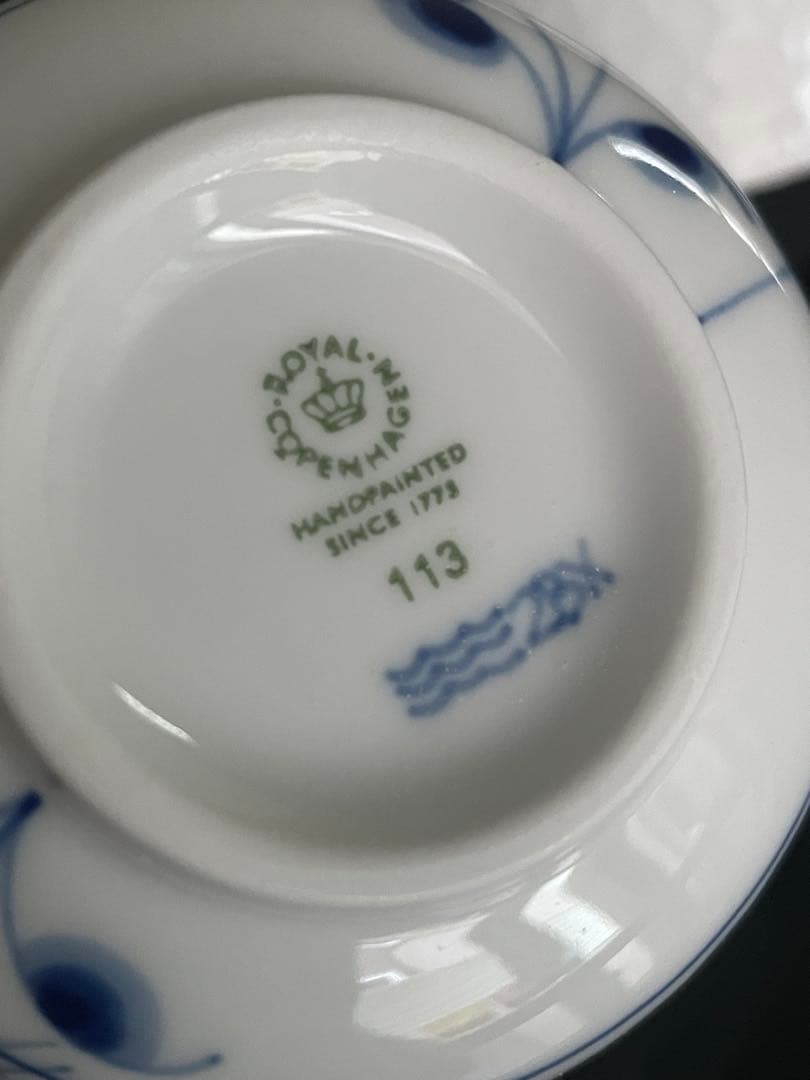 ROYAL · COPENHAGEN ·
HANDPAINTED
SINCE 1775
113